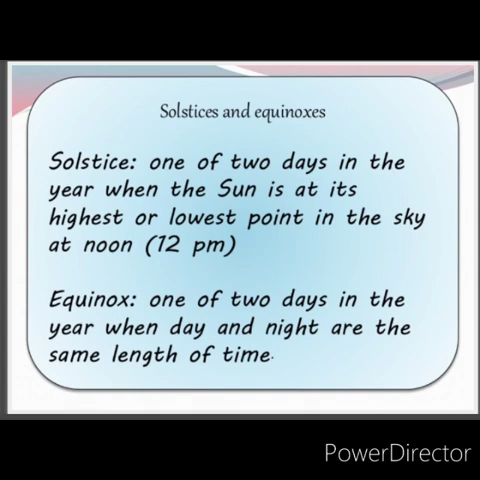 Solstices and equinoxes
Solstice: one of two days in the
year when the Sun is at its
highest or lowest point in the sky
at noon (12 pm)
Equinox: one of two days in the
year when day and night are the
same length of time.
PowerDirector